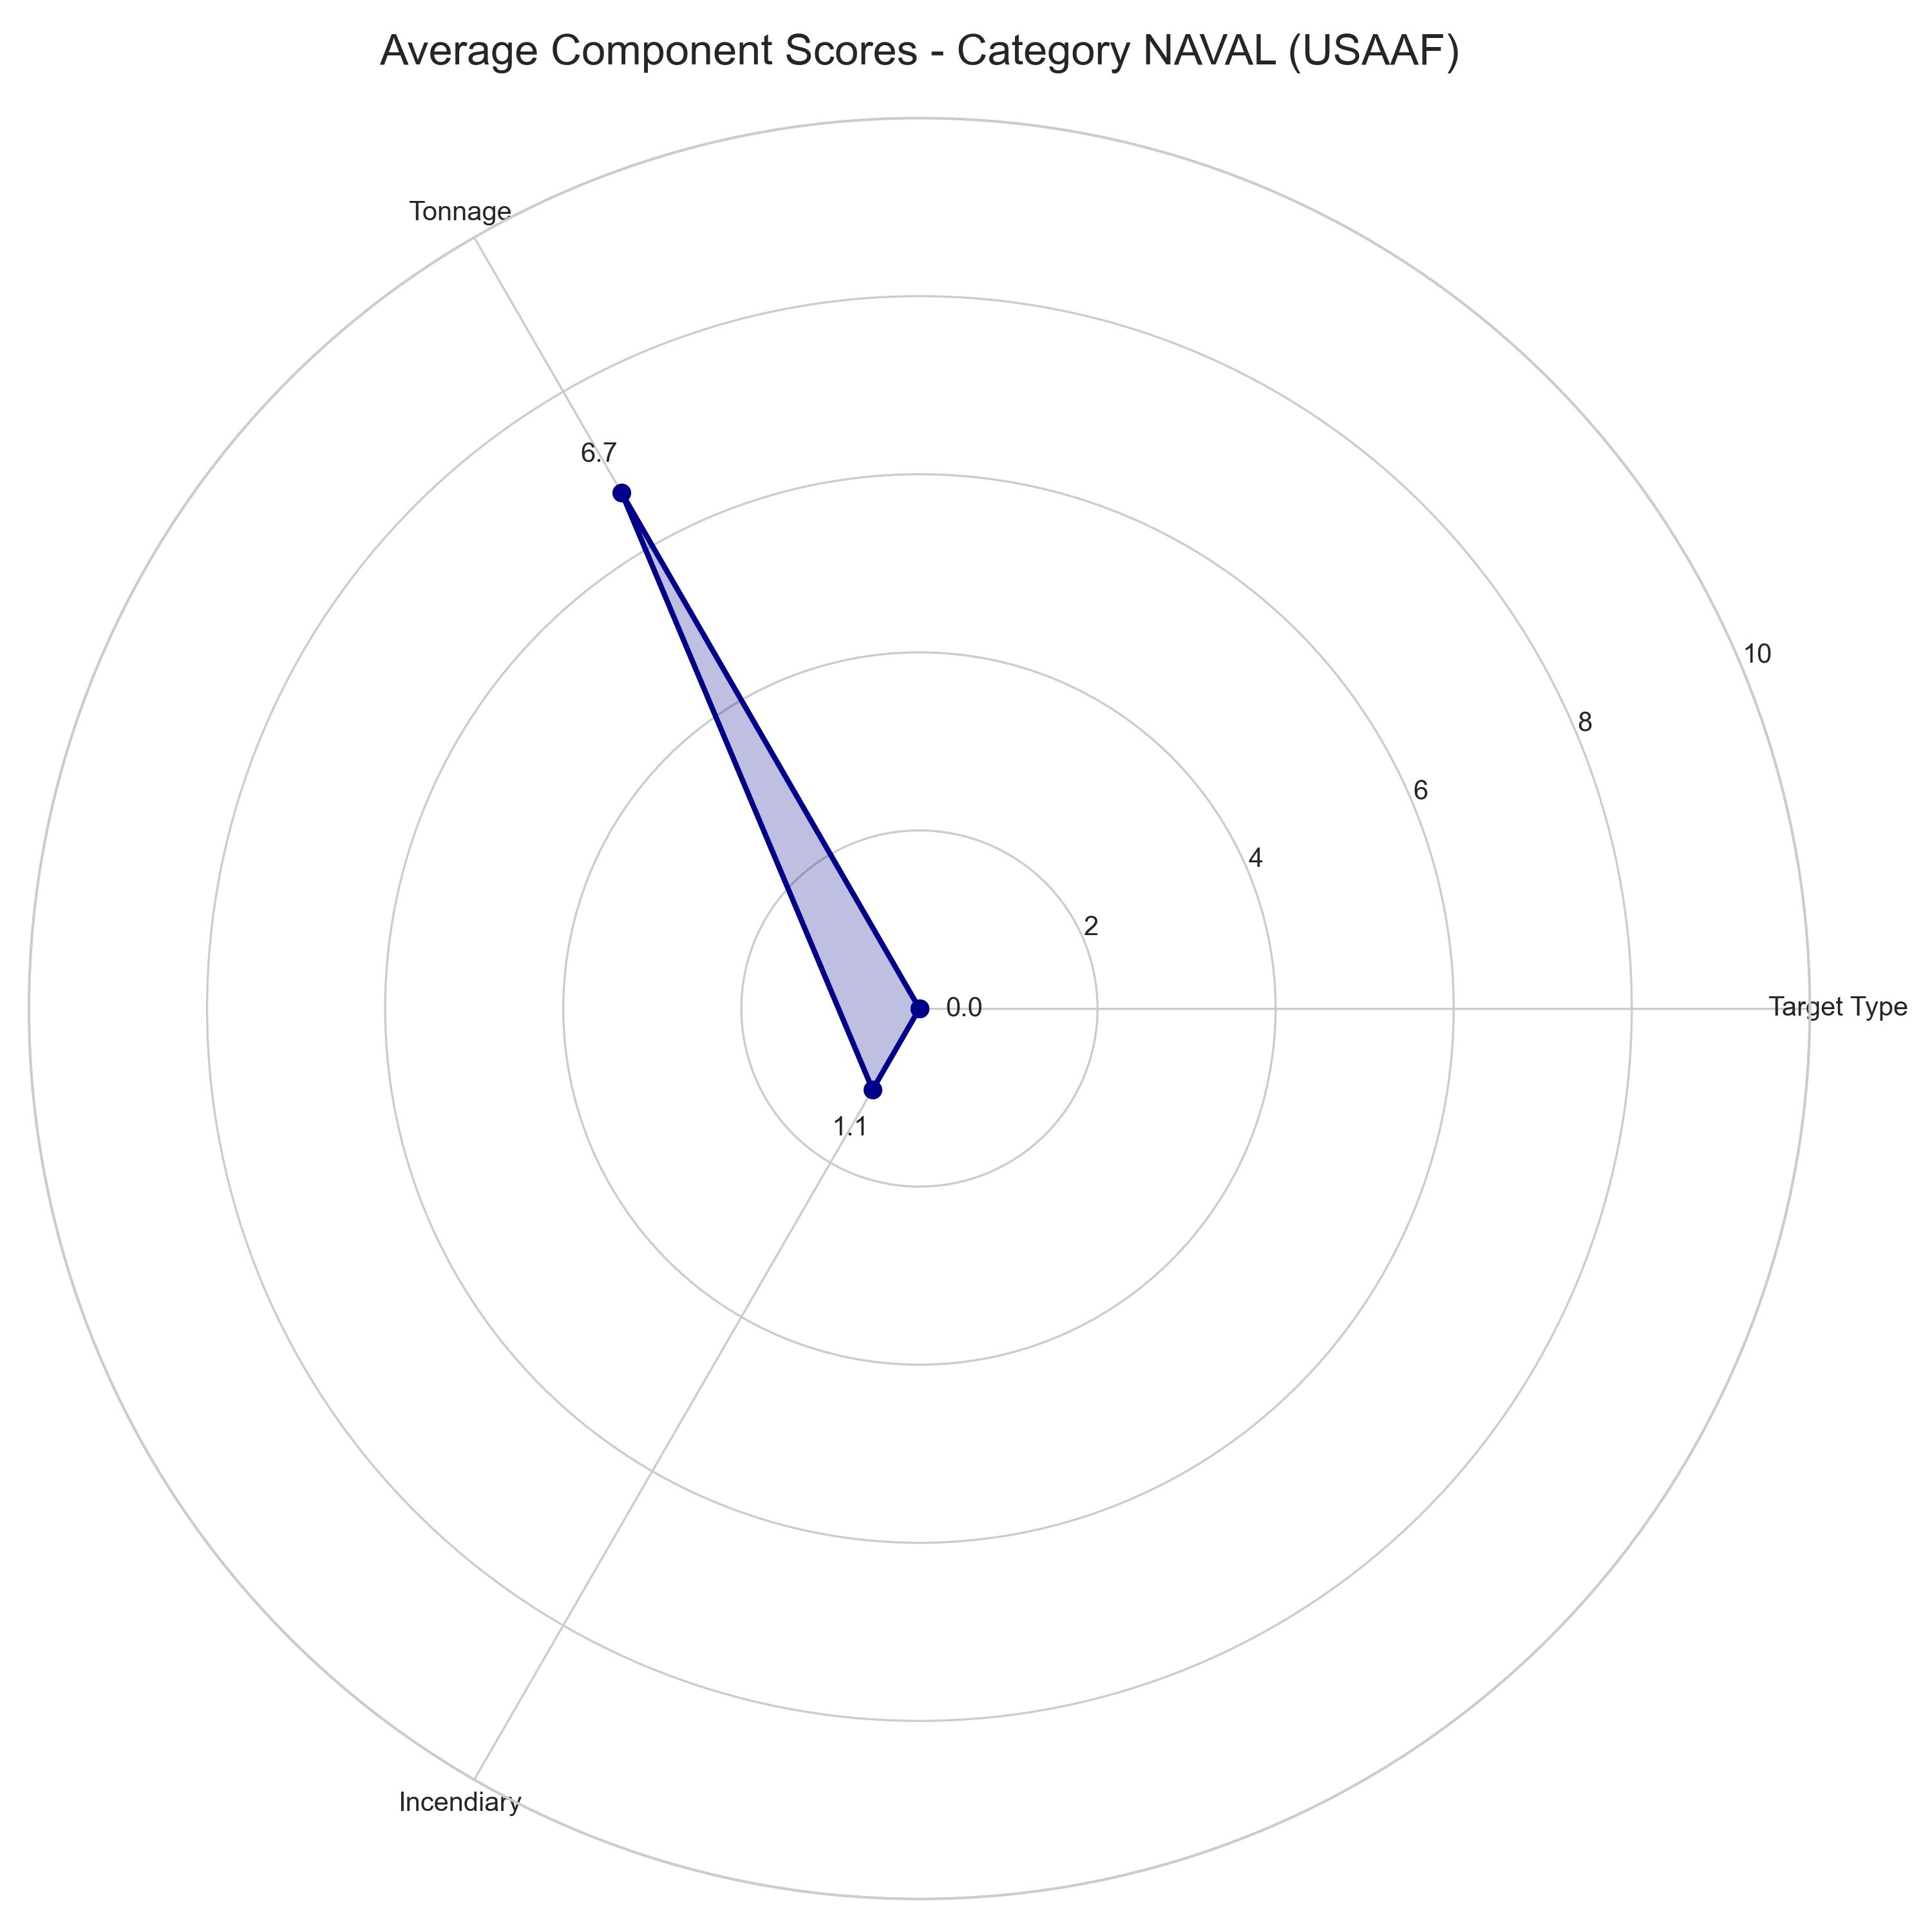 Average Component Scores - Category NAVAL (USAAF)
Tonnage
6.7
10
8
6
4
2
0.0
Target Type
1.1
Incendiary